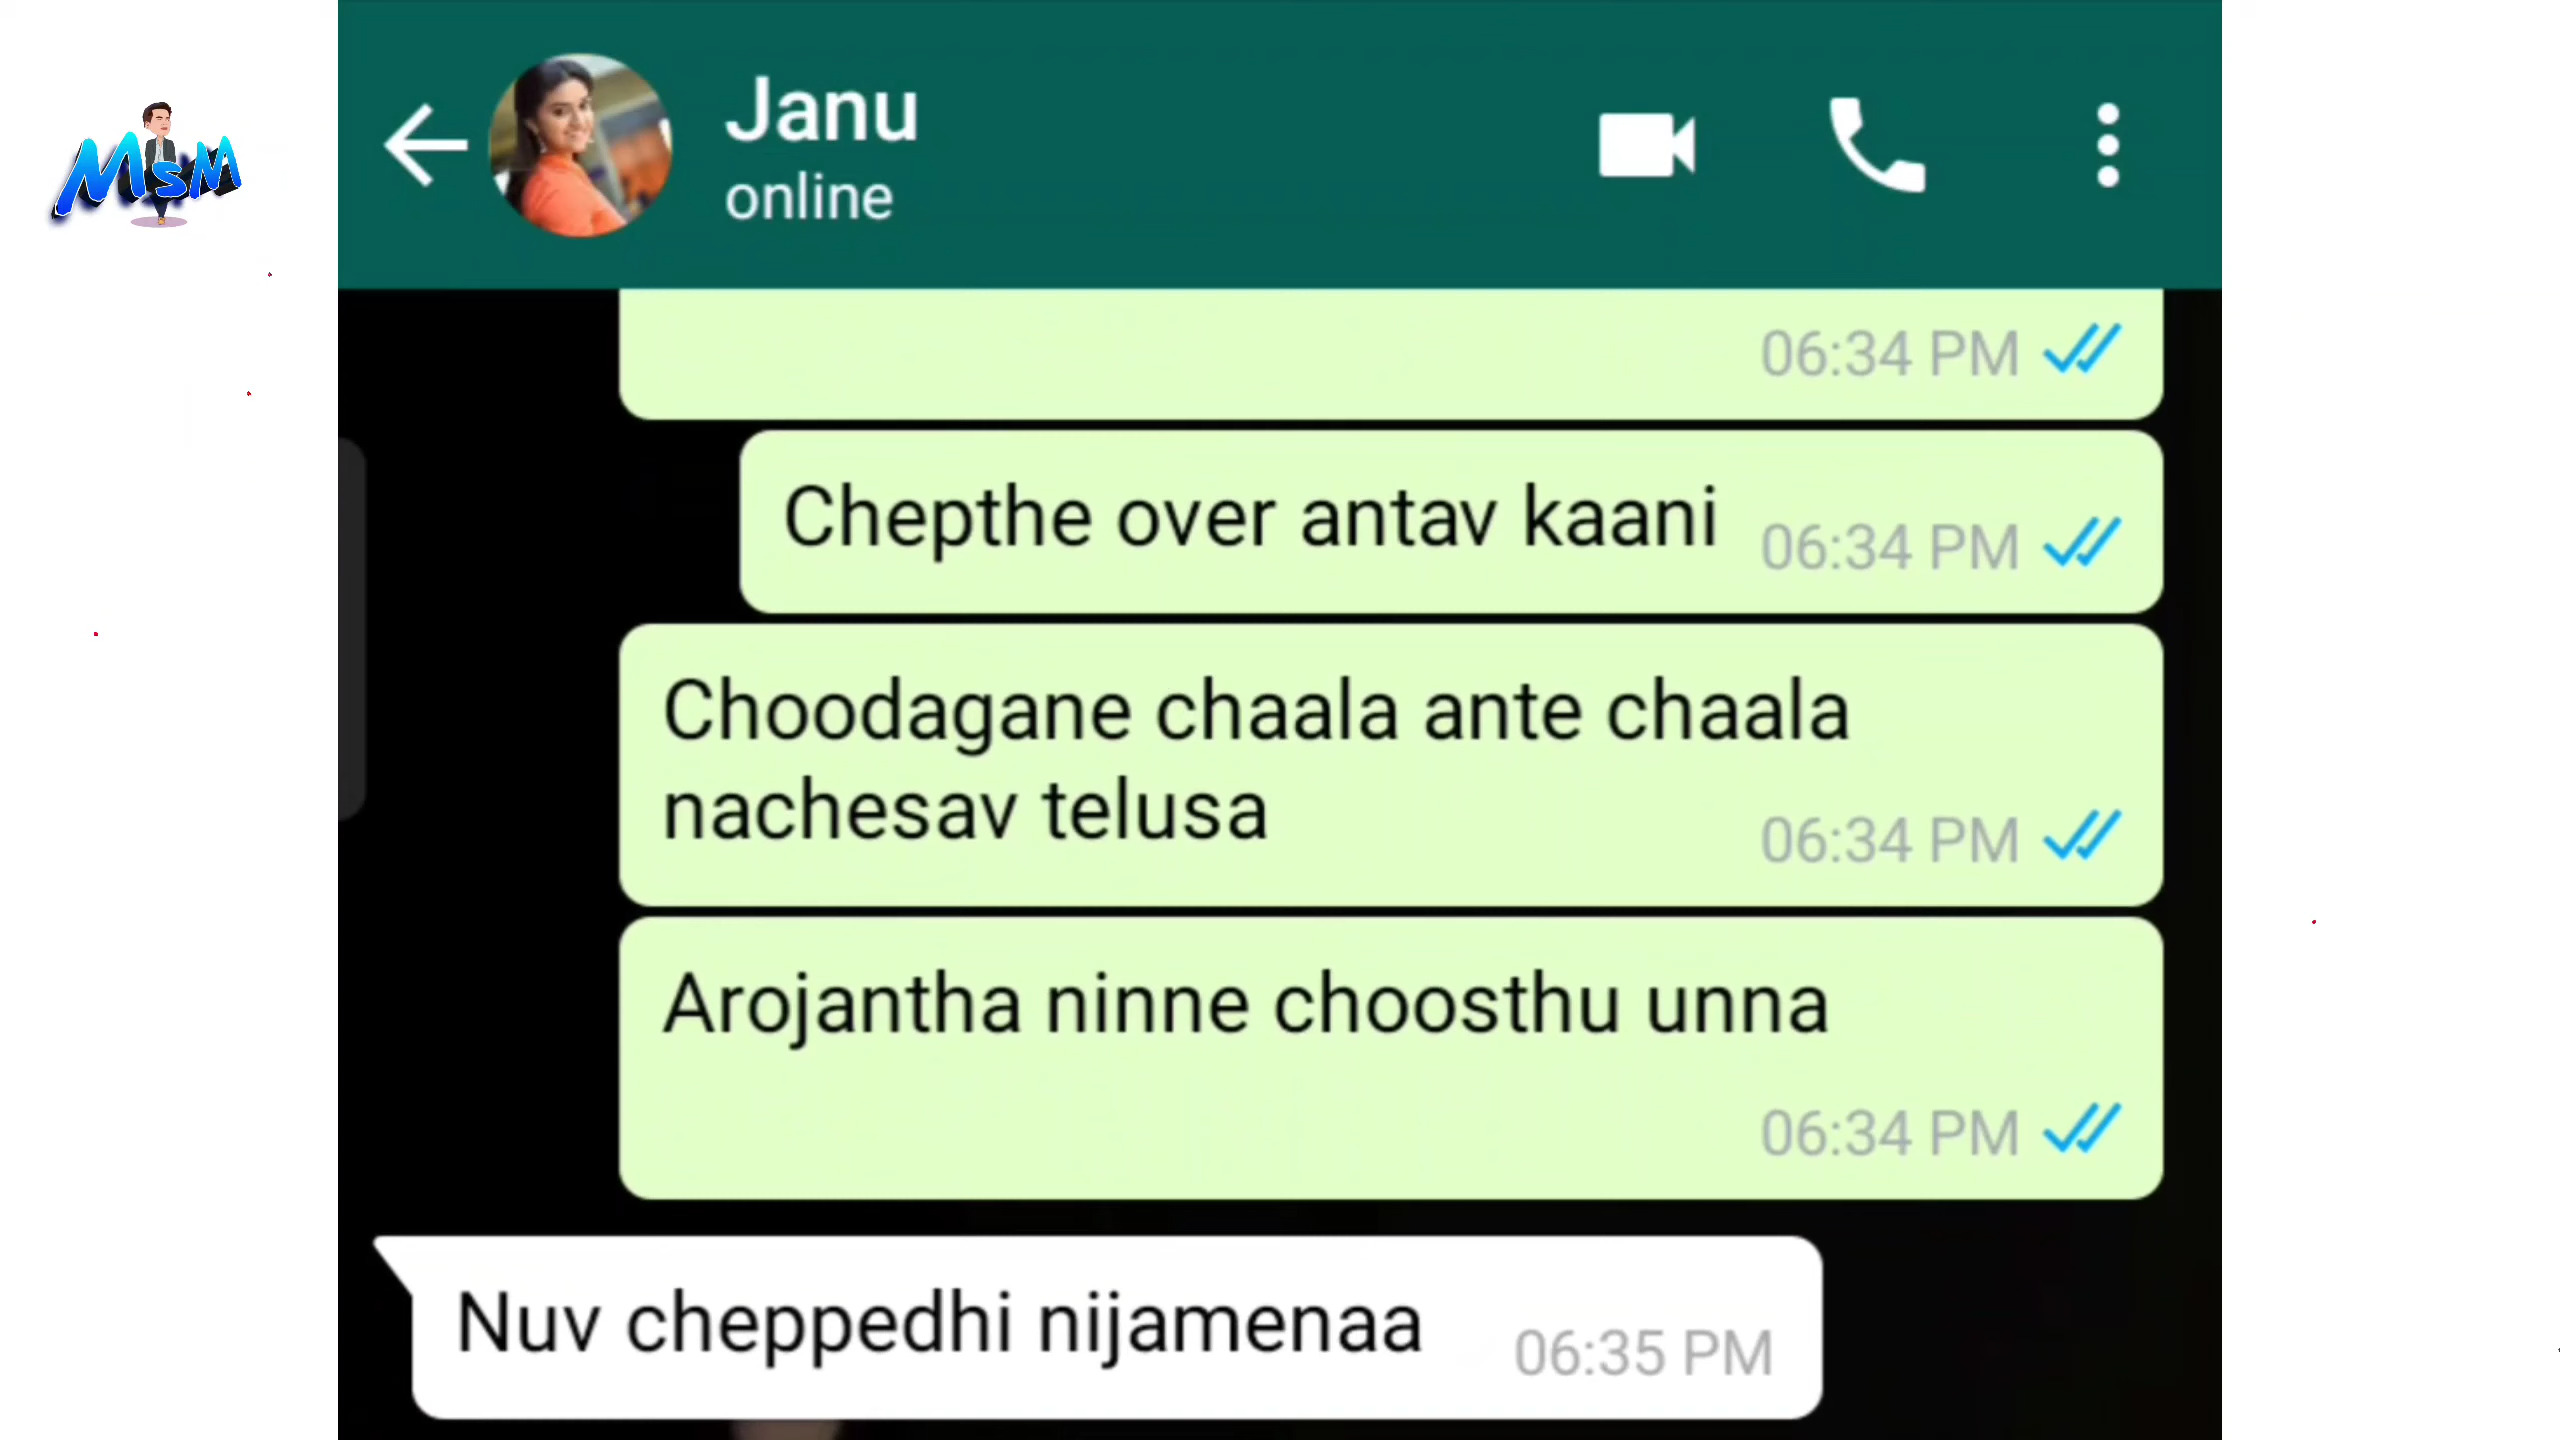 MsM
Janu
online
06:34 PM
Chepthe over antav kaani
06:34 PM
Choodagane chaala ante chaala
nachesav telusa
06:34 PM
Arojantha ninne choosthu unna
06:34 PM
Nuv cheppedhi nijamenaa
06:35 PM